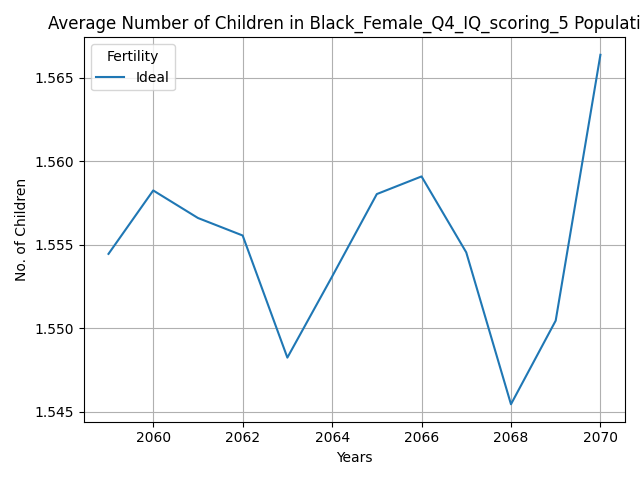 Average Number of Children in Black_Female_Q4_IQ_scoring_5 Populati
Fertility
Ideal
1.565
1.560
1.555
1.550
1.545
No. of Children
2060 2062 2064 2066 2068 2070
Years